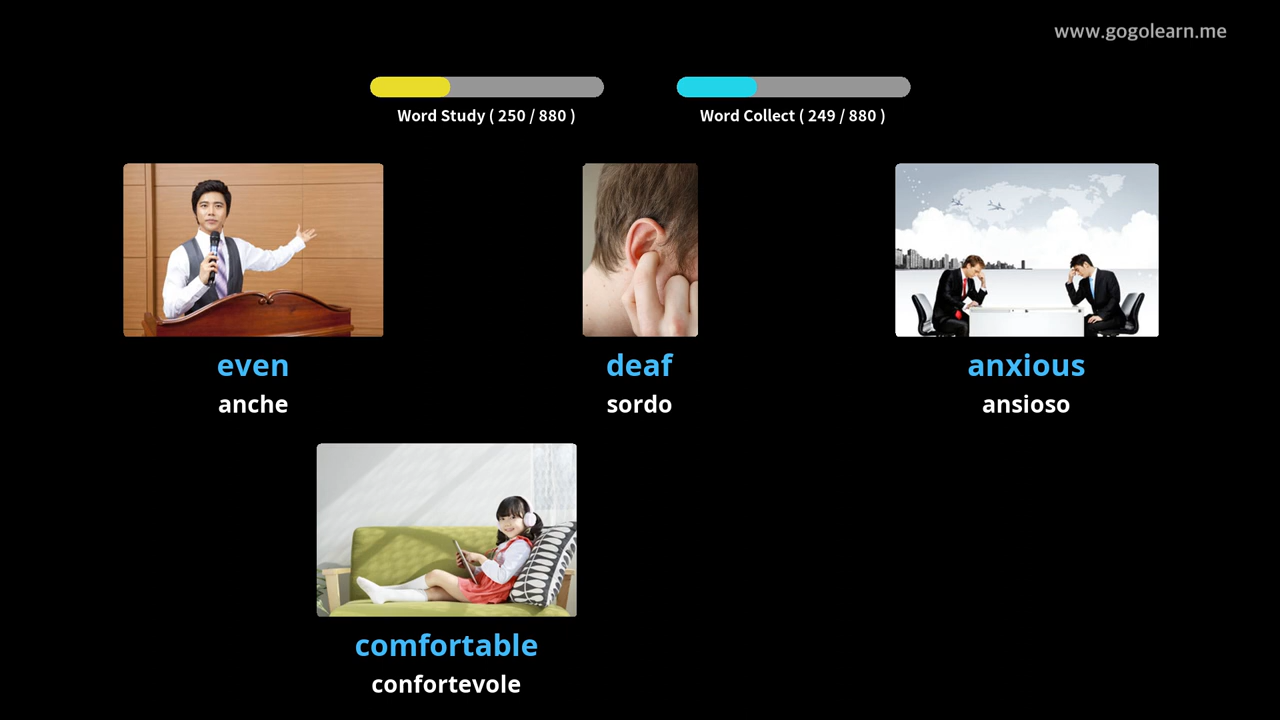 www.gogolearn.me
Word Study ( 250 / 880 )
Word Collect ( 249 / 880 )
even
anche
deaf
sordo
anxious
ansioso
comfortable
confortevole